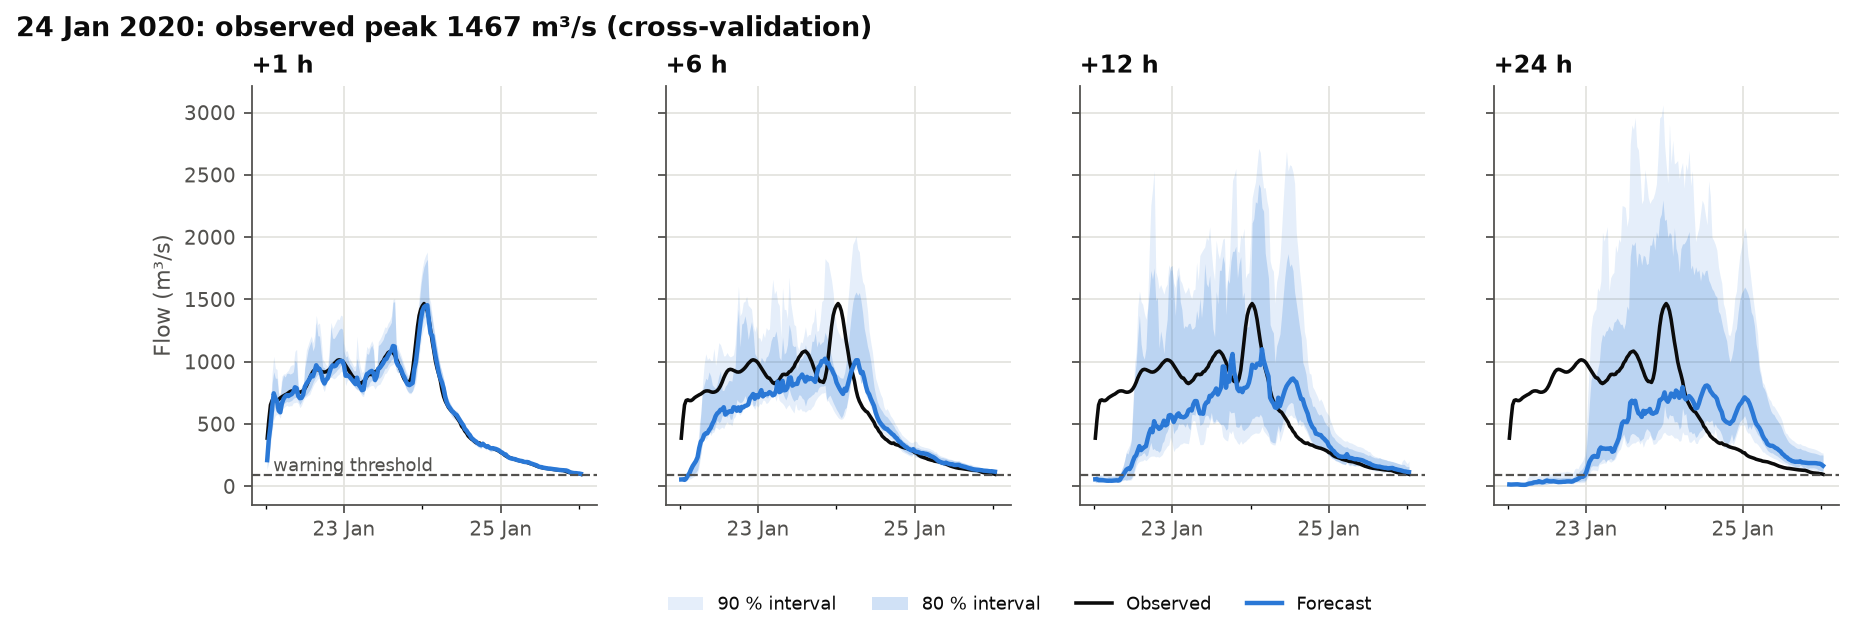 24 Jan 2020: observed peak 1467 m³/s (cross-validation)
+1 h
+6 h
+12 h
+24 h
Flow (m³/s)
3000
2500
2000
1500
1000
500
0
warning threshold
23 Jan
25 Jan
23 Jan
25 Jan
23 Jan
25 Jan
23 Jan
25 Jan
90 % interval
80 % interval
Observed
Forecast